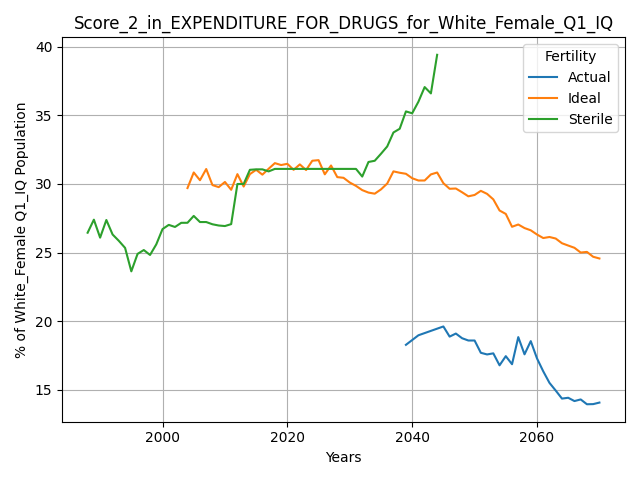 Score_2_in_EXPENDITURE_FOR_DRUGS_for_White_Female_Q1_IQ
% of White_Female Q1_IQ Population
40
35
30
25
20
15
Fertility
Actual
Ideal
Sterile
2000
2020
2040
2060
Years